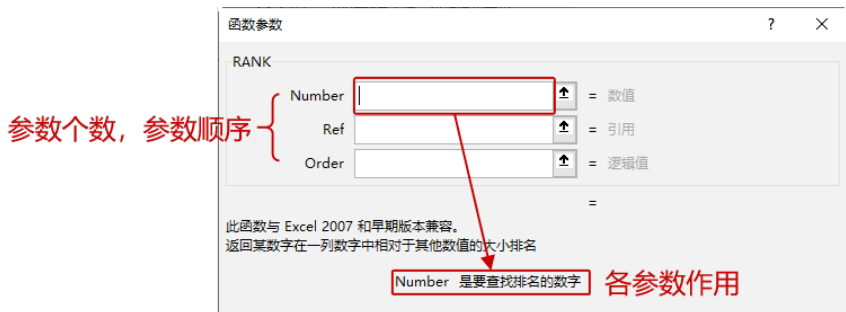 函数参数 ? ×
RANK
Number = 数值
参数个数，参数顺序
Ref = 引用
Order = 逻辑值
=
此函数与 Excel 2007 和早期版本兼容。
返回某数字在一列数字中相对于其他数值的大小排名
Number 是要查找排名的数字
各参数作用